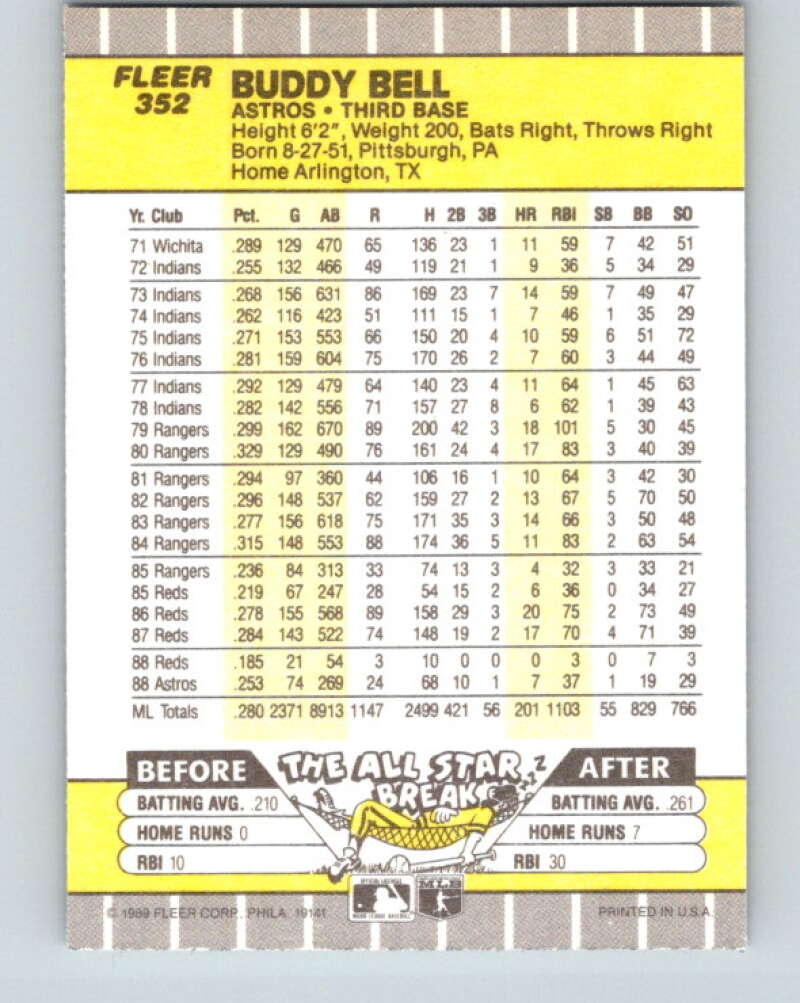 FLEER
352
BUDDY BELL
ASTROS • THIRD BASE
Height 6'2", Weight 200, Bats Right, Throws Right
Born 8-27-51, Pittsburgh, PA
Home Arlington, TX
Yr. Club Pct. G AB R H 2B 3B HR RBI SB BB SO
71 Wichita .289 129 470 65 136 23 1 11 59 7 42 51
72 Indians .255 132 466 49 119 21 1 9 36 5 34 29
73 Indians .268 156 631 86 169 23 7 14 59 7 49 47
74 Indians .262 116 423 51 111 15 1 7 46 1 35 29
75 Indians .271 153 553 66 150 20 4 10 59 6 51 72
76 Indians .281 159 604 75 170 26 2 7 60 3 44 49
77 Indians .292 129 479 64 140 23 4 11 64 1 45 63
78 Indians .282 142 556 71 157 27 8 6 62 1 39 43
79 Rangers .299 162 670 89 200 42 3 18 101 5 30 45
80 Rangers .329 129 490 76 161 24 4 17 83 3 40 39
81 Rangers .294 97 360 44 106 16 1 10 64 3 42 30
82 Rangers .296 148 537 62 159 27 2 13 67 5 70 50
83 Rangers .277 156 618 75 171 35 3 14 66 3 50 48
84 Rangers .315 148 553 88 174 36 5 11 83 2 63 54
85 Rangers .236 84 313 33 74 13 3 4 32 3 33 21
85 Reds .219 67 247 28 54 15 2 6 36 0 34 27
86 Reds .278 155 568 89 158 29 3 20 75 2 73 49
87 Reds .284 143 522 74 148 19 2 17 70 4 71 39
88 Reds .185 21 54 3 10 0 0 0 3 0 7 3
88 Astros .253 74 269 24 68 10 1 7 37 1 19 29
ML Totals .280 2371 8913 1147 2499 421 56 201 1103 55 829 766
BEFORE THE ALL STAR BREAK ZZZ AFTER
BATTING AVG. .210 BATTING AVG. .261
HOME RUNS 0 HOME RUNS 7
RBI 10 RBI 30
OFFICIAL LICENSEE
MAJOR LEAGUE BASEBALL
MLB
© 1989 FLEER CORP., PHILA. 19141 PRINTED IN U.S.A.